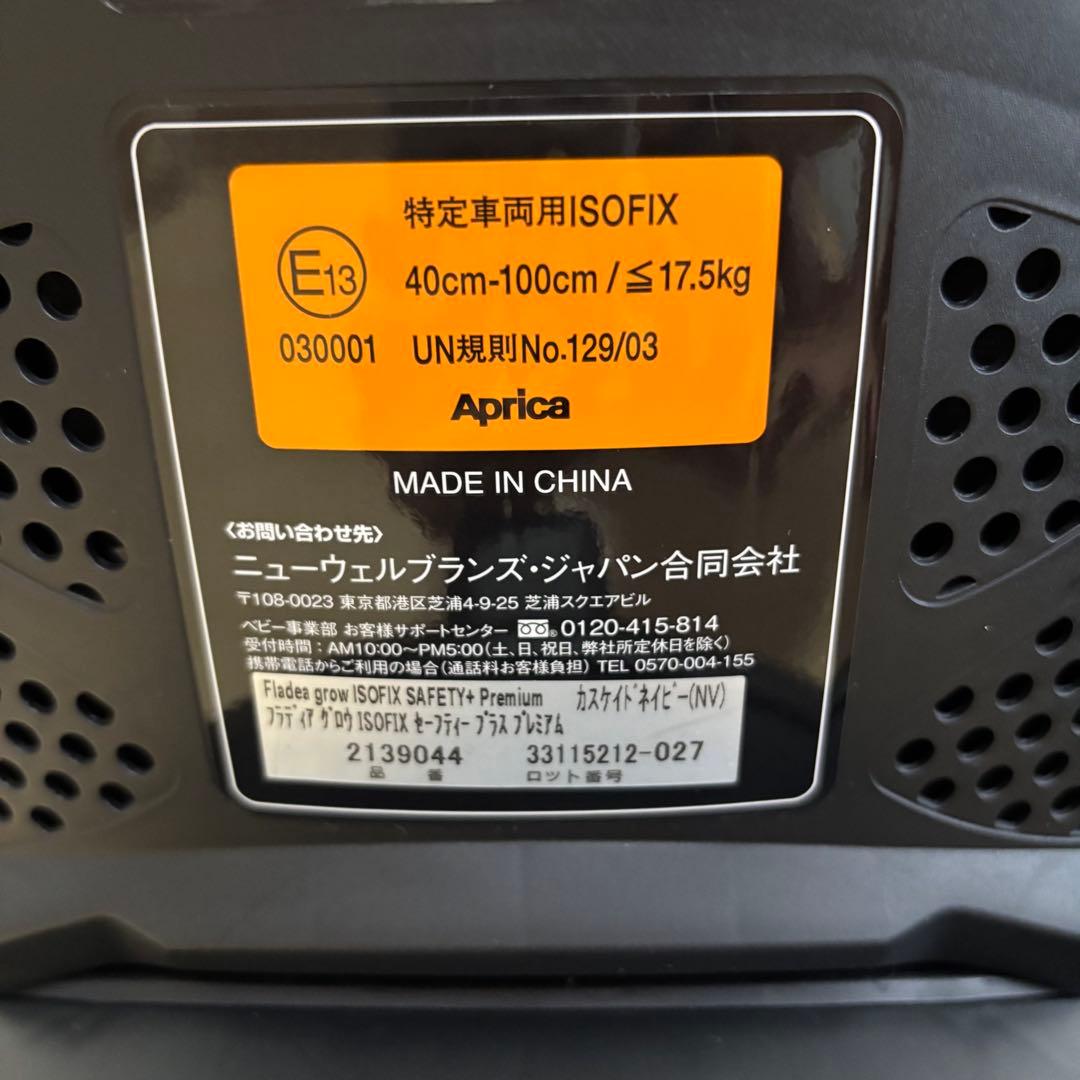 特定車両用ISOFIX
E13
40cm-100cm/≦17.5kg
030001 UN規則No.129/03
Aprica
MADE IN CHINA
〈お問い合わせ先〉
ニューウェルブランズ・ジャパン合同会社
〒108-0023 東京都港区芝浦4-9-25 芝浦スクエアビル
ベビー事業部 お客様サポートセンター 0120-415-814
受付時間：AM10:00〜PM5:00(土、日、祝日、弊社所定休日を除く)
携帯電話からご利用の場合(通話料お客様負担) TEL 0570-004-155
Fladea grow ISOFIX SAFETY+ Premium ｶｽｹｲﾄﾞﾈｲﾋﾞｰ(NV)
ﾌﾗﾃﾞｨｱ ｸﾞﾛｳ ISOFIX ｾｰﾌﾃｨｰ ﾌﾟﾗｽ ﾌﾟﾚﾐｱﾑ
2139044 33115212-027
品番 ロット番号